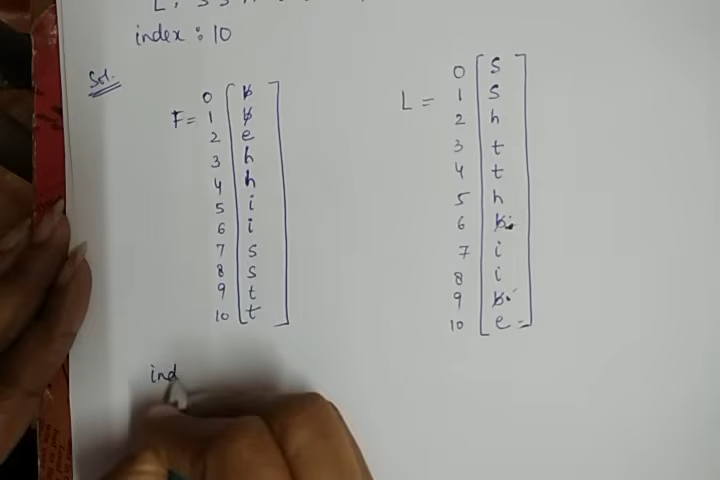 index : 10
Sol.
F =
0 b
1 b
2 e
3 h
4 h
5 i
6 i
7 s
8 s
9 t
10 t
L =
0 s
1 s
2 h
3 t
4 t
5 h
6 b
7 i
8 i
9 b
10 e
ind